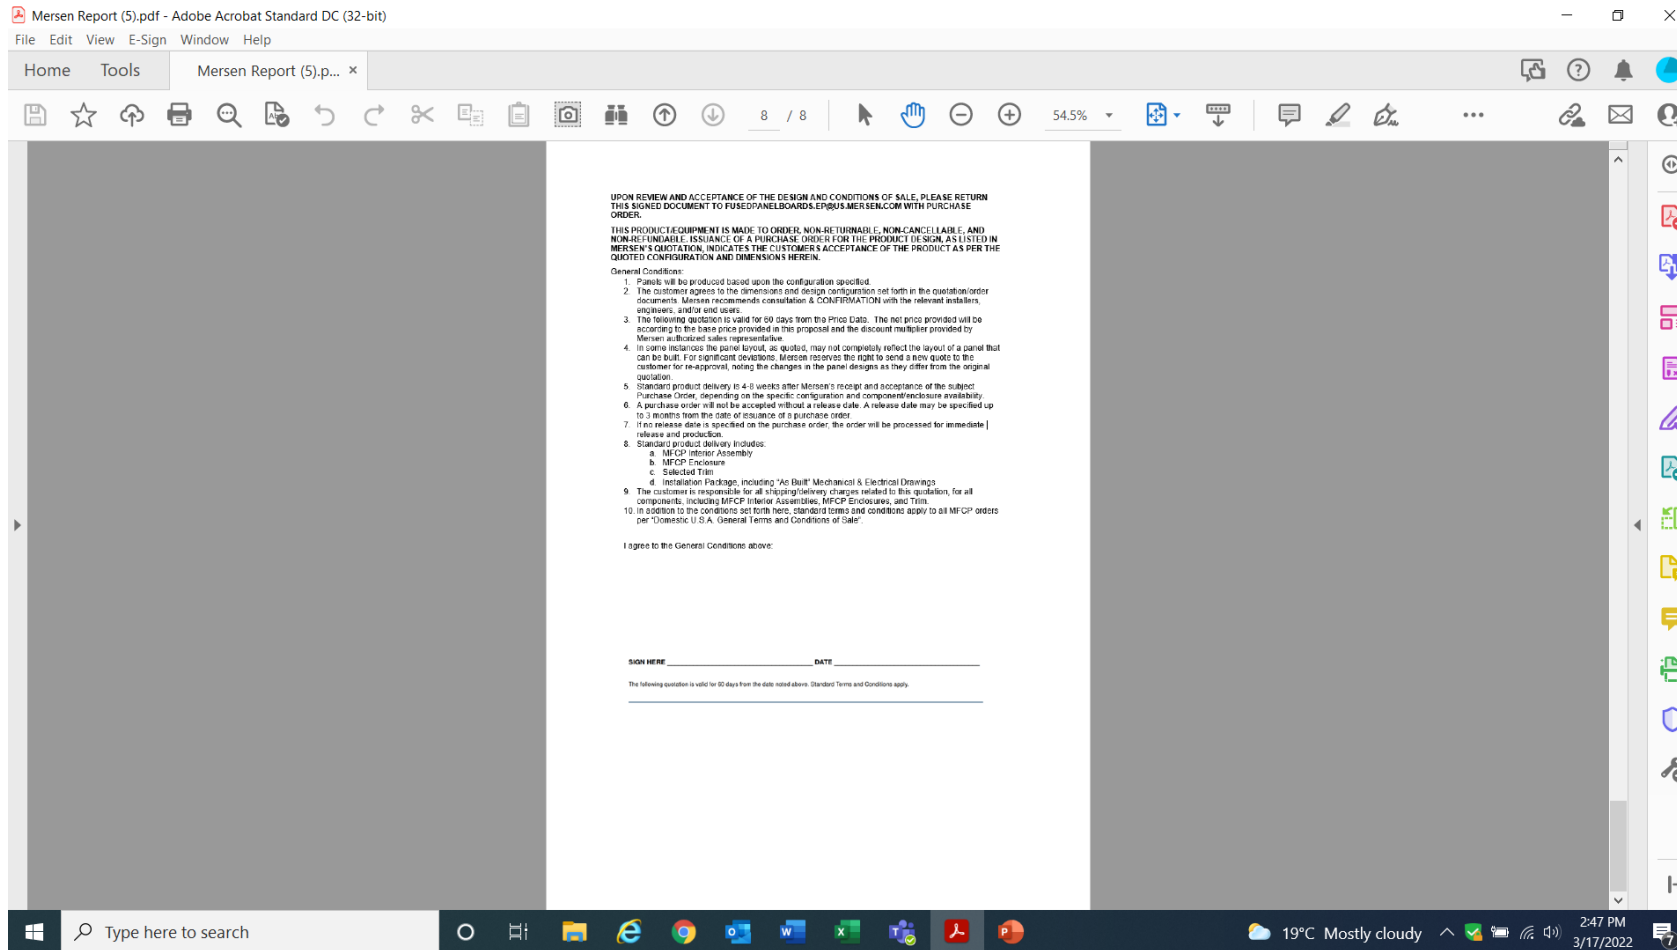 Mersen Report (5).pdf - Adobe Acrobat Standard DC (32-bit)
File Edit View E-Sign Window Help
Home Tools Mersen Report (5).p... ×
8 / 8 54.5%
UPON REVIEW AND ACCEPTANCE OF THE DESIGN AND CONDITIONS OF SALE, PLEASE RETURN
THIS SIGNED DOCUMENT TO FUSEDPANELBOARDS.EP@US.MERSEN.COM WITH PURCHASE
ORDER.
THIS PRODUCT/EQUIPMENT IS MADE TO ORDER, NON-RETURNABLE, NON-CANCELLABLE, AND
NON-REFUNDABLE. ISSUANCE OF A PURCHASE ORDER FOR THE PRODUCT DESIGN, AS LISTED IN
MERSEN'S QUOTATION, INDICATES THE CUSTOMERS ACCEPTANCE OF THE PRODUCT AS PER THE
QUOTED CONFIGURATION AND DIMENSIONS HEREIN.
General Conditions:
1. Panels will be produced based upon the configuration specified.
2. The customer agrees to the dimensions and design configuration set forth in the quotation/order
documents. Mersen recommends consultation & CONFIRMATION with the relevant installers,
engineers, and/or end users.
3. The following quotation is valid for 60 days from the Price Date. The net price provided will be
according to the base price provided in this proposal and the discount multiplier provided by
Mersen authorized sales representative.
4. In some instances the panel layout, as quoted, may not completely reflect the layout of a panel that
can be built. For significant deviations, Mersen reserves the right to send a new quote to the
customer for re-approval, noting the changes in the panel designs as they differ from the original
quotation.
5. Standard product delivery is 4-8 weeks after Mersen's receipt and acceptance of the subject
Purchase Order, depending on the specific configuration and component/enclosure availability.
6. A purchase order will not be accepted without a release date. A release date may be specified up
to 3 months from the date of issuance of a purchase order.
7. If no release date is specified on the purchase order, the order will be processed for immediate
release and production.
8. Standard product delivery includes:
a. MFCP Interior Assembly
b. MFCP Enclosure
c. Selected Trim
d. Installation Package, including "As Built" Mechanical & Electrical Drawings
9. The customer is responsible for all shipping/delivery charges related to this quotation, for all
components, including MFCP Interior Assemblies, MFCP Enclosures, and Trim.
10. In addition to the conditions set forth here, standard terms and conditions apply to all MFCP orders
per "Domestic U.S.A. General Terms and Conditions of Sale".
I agree to the General Conditions above:
SIGN HERE DATE
The following quotation is valid for 60 days from the date noted above. Standard Terms and Conditions apply.
Type here to search
19°C Mostly cloudy
2:47 PM
3/17/2022
7